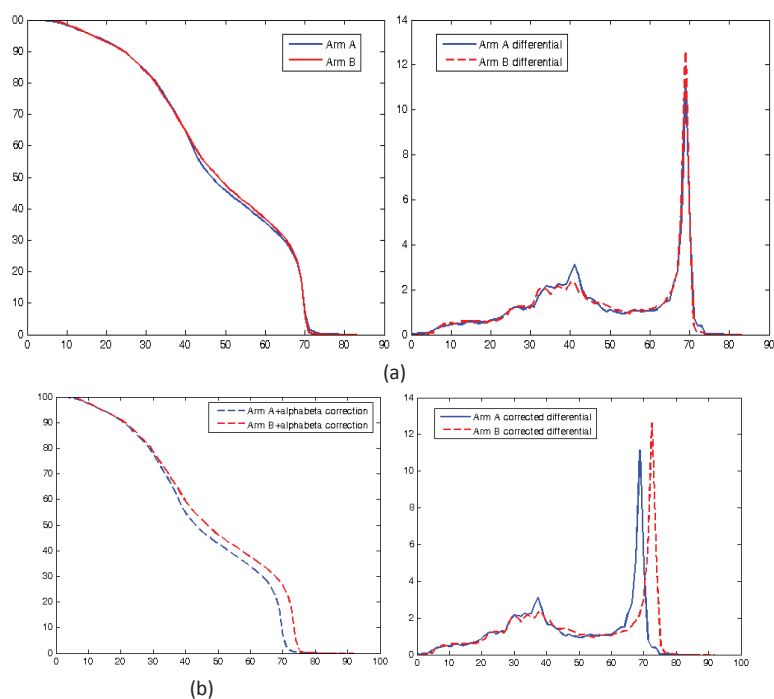 00
90
80
70
60
50
40
30
20
10
0
0 10 20 30 40 50 60 70 80 90
Arm A
Arm B
14
12
10
8
6
4
2
0
0 10 20 30 40 50 60 70 80 90
Arm A differential
Arm B differential
(a)
100
90
80
70
60
50
40
30
20
10
0
0 10 20 30 40 50 60 70 80 90 100
Arm A+alphabeta correction
Arm B+alphabeta correction
14
12
10
8
6
4
2
0
0 10 20 30 40 50 60 70 80 90 100
Arm A corrected differential
Arm B corrected differential
(b)